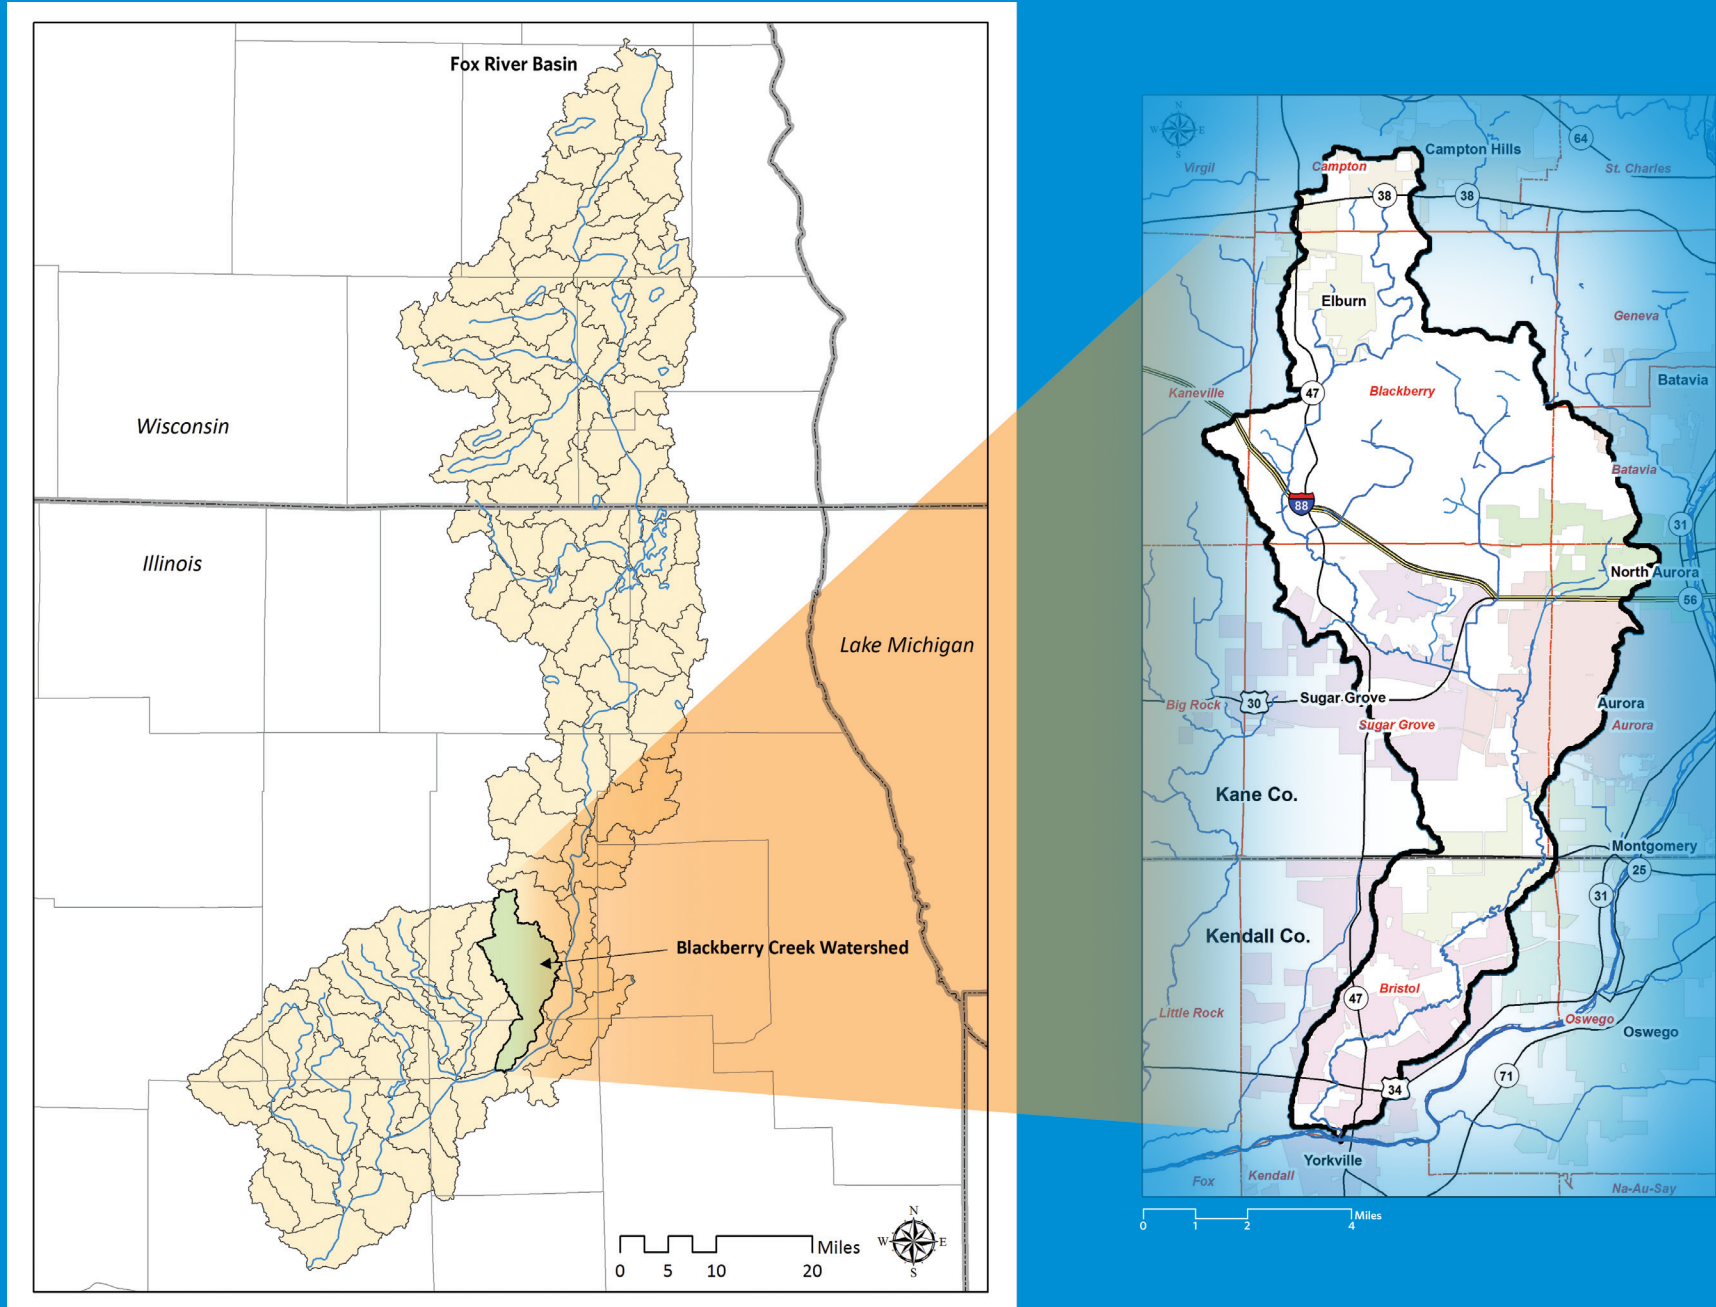 Fox River Basin
Wisconsin
Illinois
Lake Michigan
Blackberry Creek Watershed
Miles
0 5 10 20
N
W E
S
N
W E
S
Campton Hills
64
Virgil
Campton
St. Charles
38
38
Elburn
Geneva
Batavia
Kaneville
47
Blackberry
Batavia
88
31
North Aurora
56
Big Rock
30
Sugar Grove
Aurora
Sugar Grove
Aurora
Kane Co.
Montgomery
25
31
Kendall Co.
47
Bristol
Little Rock
Oswego
Oswego
71
34
Yorkville
Fox
Kendall
Na-Au-Say
Miles
0 1 2 4